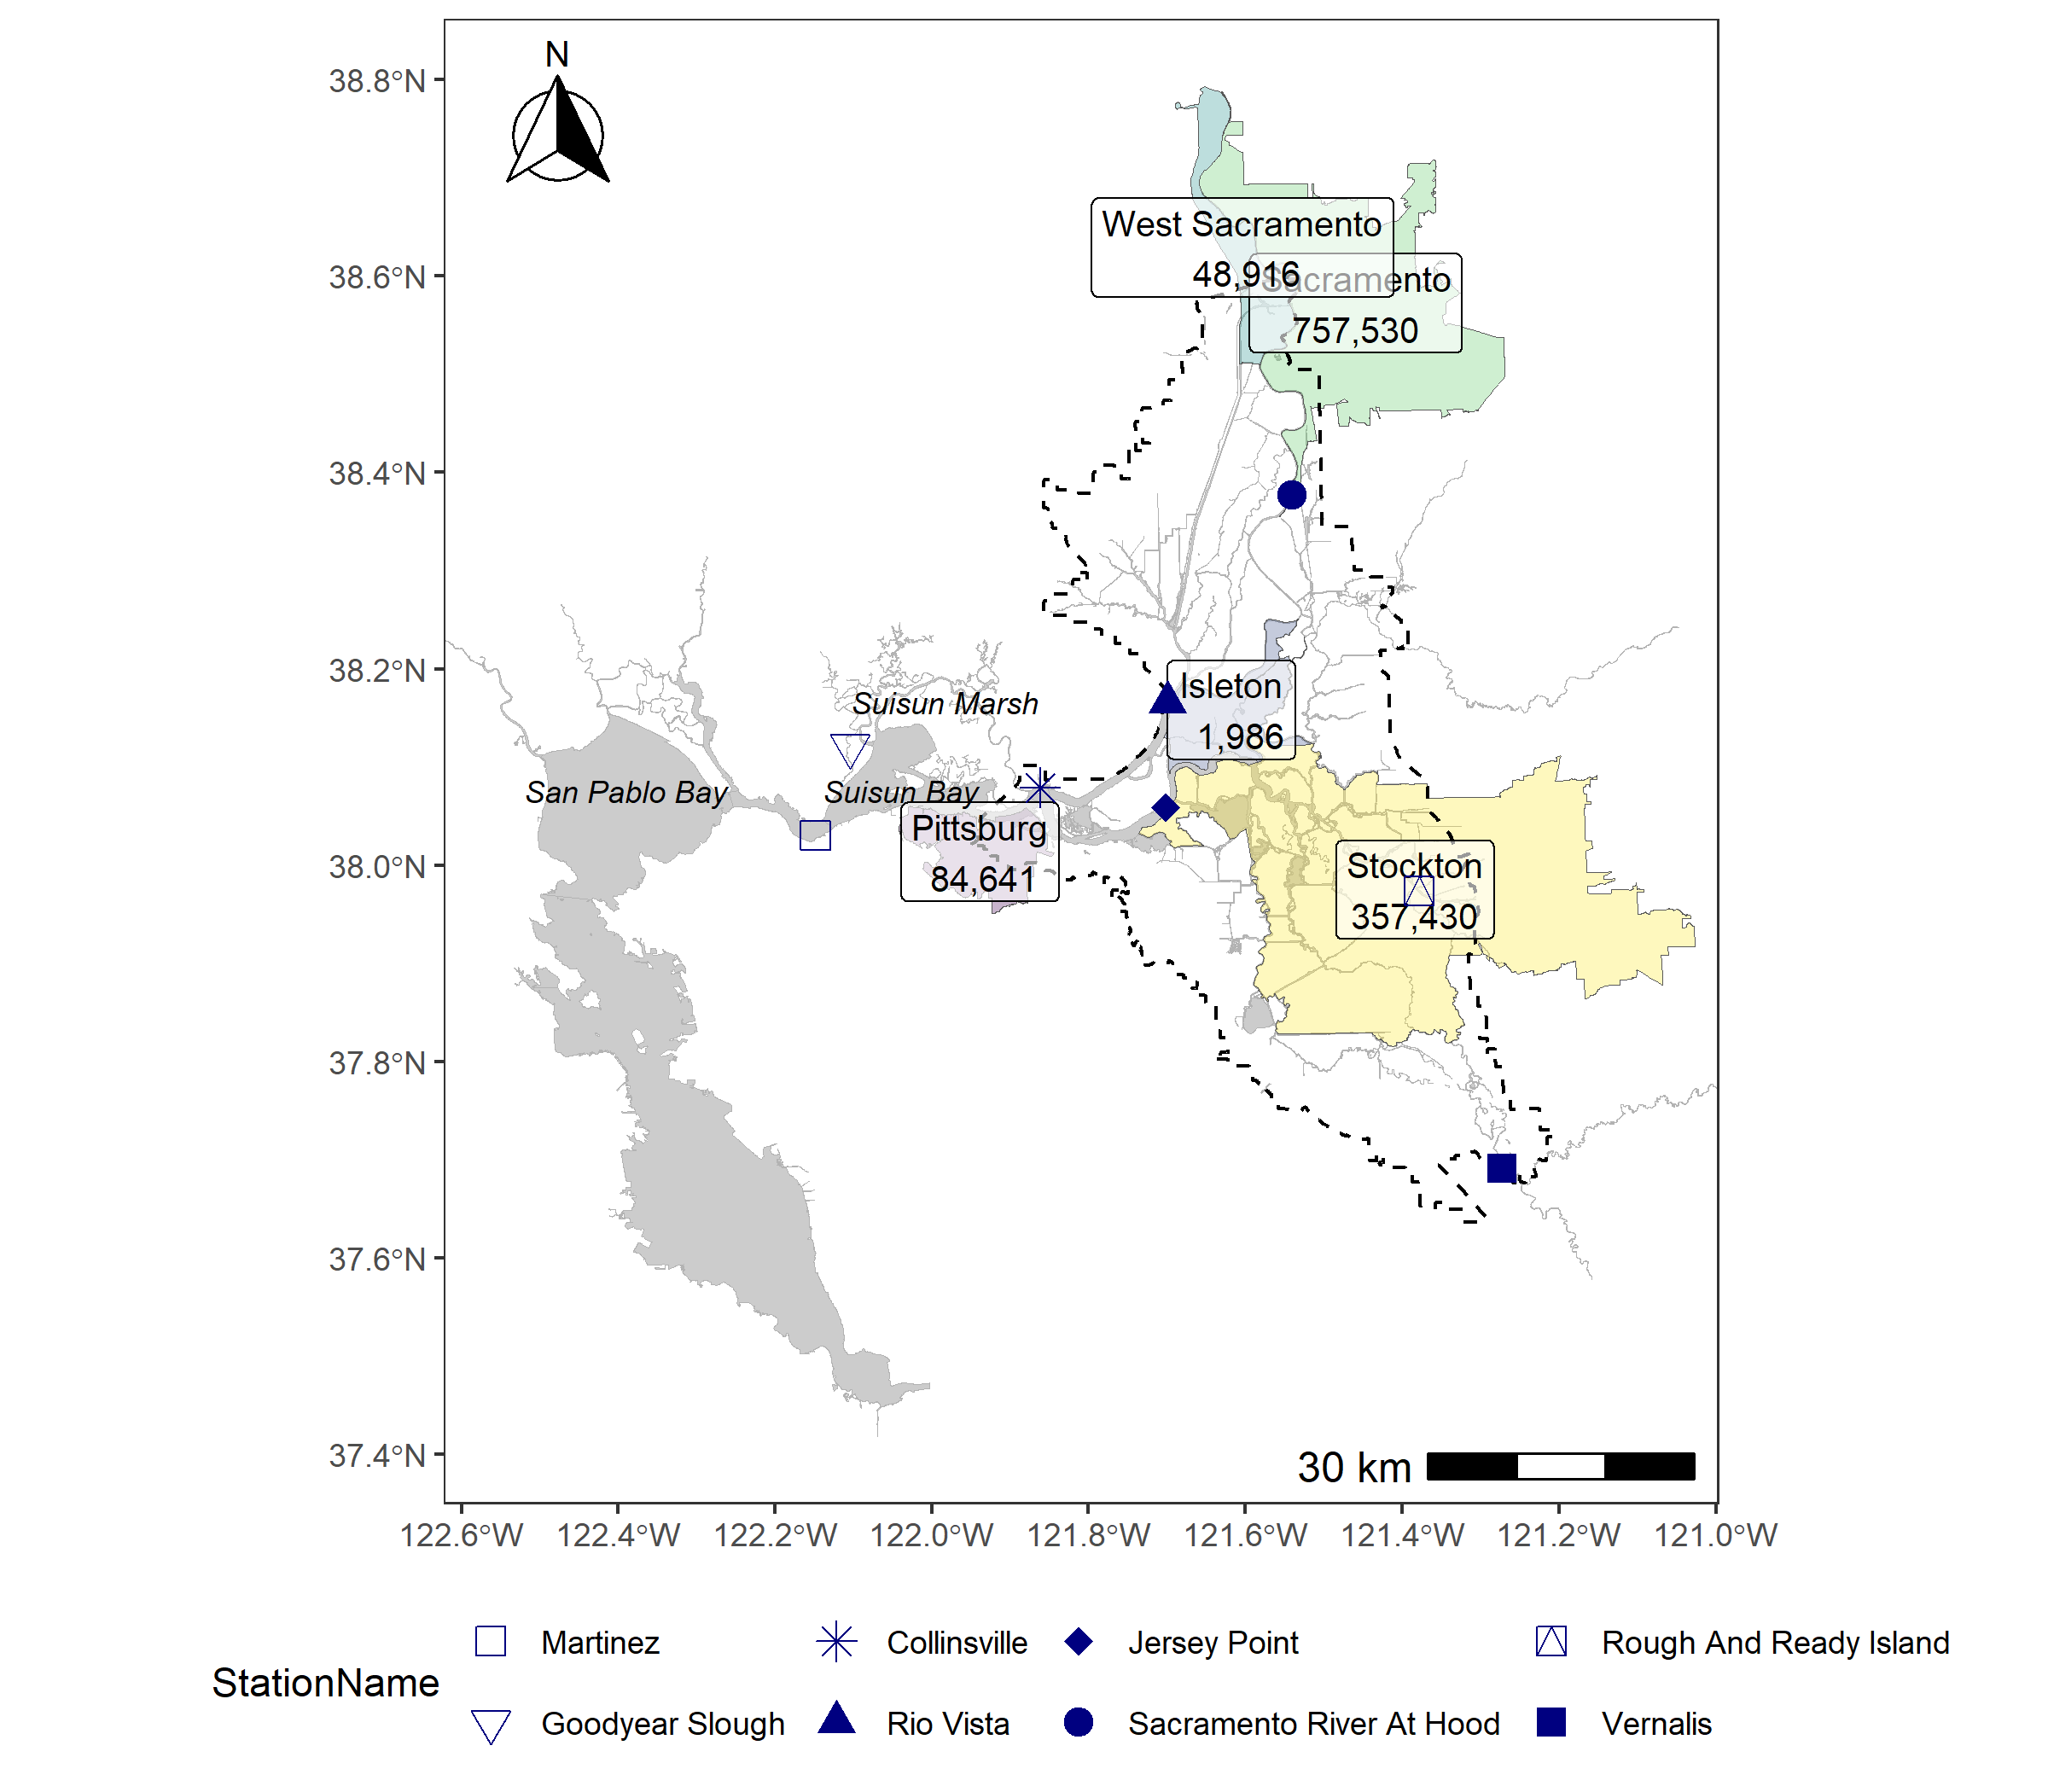 N
38.8°N
38.6°N
38.4°N
38.2°N
38.0°N
37.8°N
37.6°N
37.4°N
West Sacramento
48,916
Sacramento
757,530
Isleton
1,986
Suisun Marsh
San Pablo Bay
Suisun Bay
Pittsburg
84,641
Stockton
357,430
30 km
122.6°W
122.4°W
122.2°W
122.0°W
121.8°W
121.6°W
121.4°W
121.2°W
121.0°W
StationName
Martinez
Goodyear Slough
Collinsville
Rio Vista
Jersey Point
Sacramento River At Hood
Rough And Ready Island
Vernalis